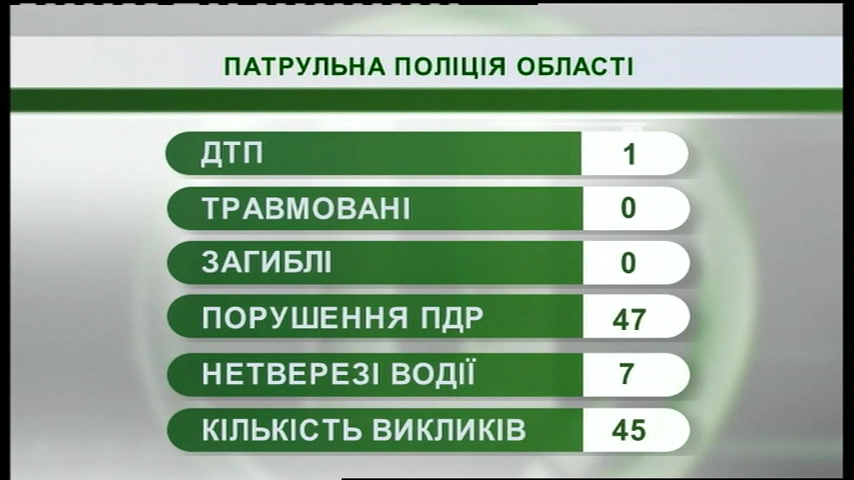 ПАТРУЛЬНА ПОЛІЦІЯ ОБЛАСТІ
ДТП 1
ТРАВМОВАНІ 0
ЗАГИБЛІ 0
ПОРУШЕННЯ ПДР 47
НЕТВЕРЕЗІ ВОДІЇ 7
КІЛЬКІСТЬ ВИКЛИКІВ 45